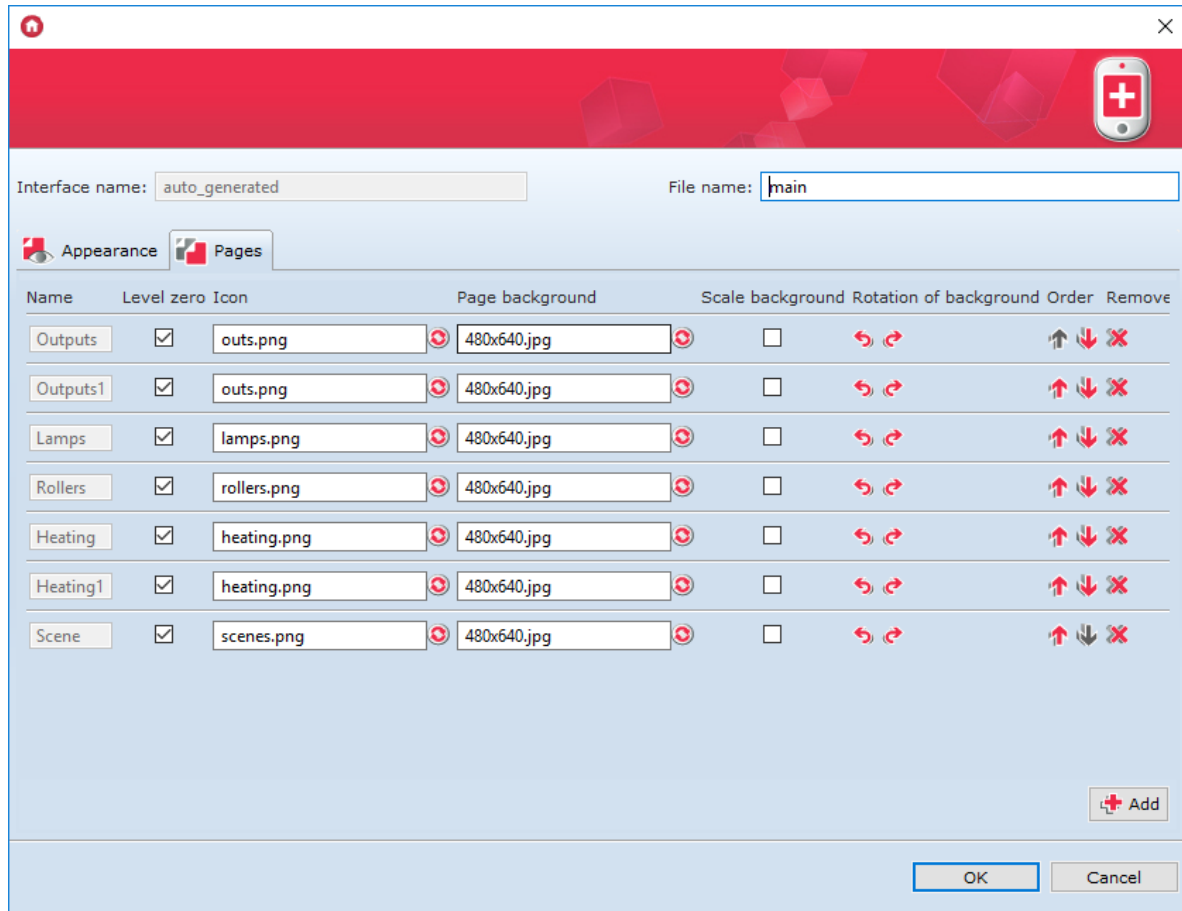 Interface name: auto_generated File name: main
Appearance Pages
Name Level zero Icon Page background Scale background Rotation of background Order Remove
Outputs outs.png 480x640.jpg
Outputs1 outs.png 480x640.jpg
Lamps lamps.png 480x640.jpg
Rollers rollers.png 480x640.jpg
Heating heating.png 480x640.jpg
Heating1 heating.png 480x640.jpg
Scene scenes.png 480x640.jpg
Add
OK Cancel